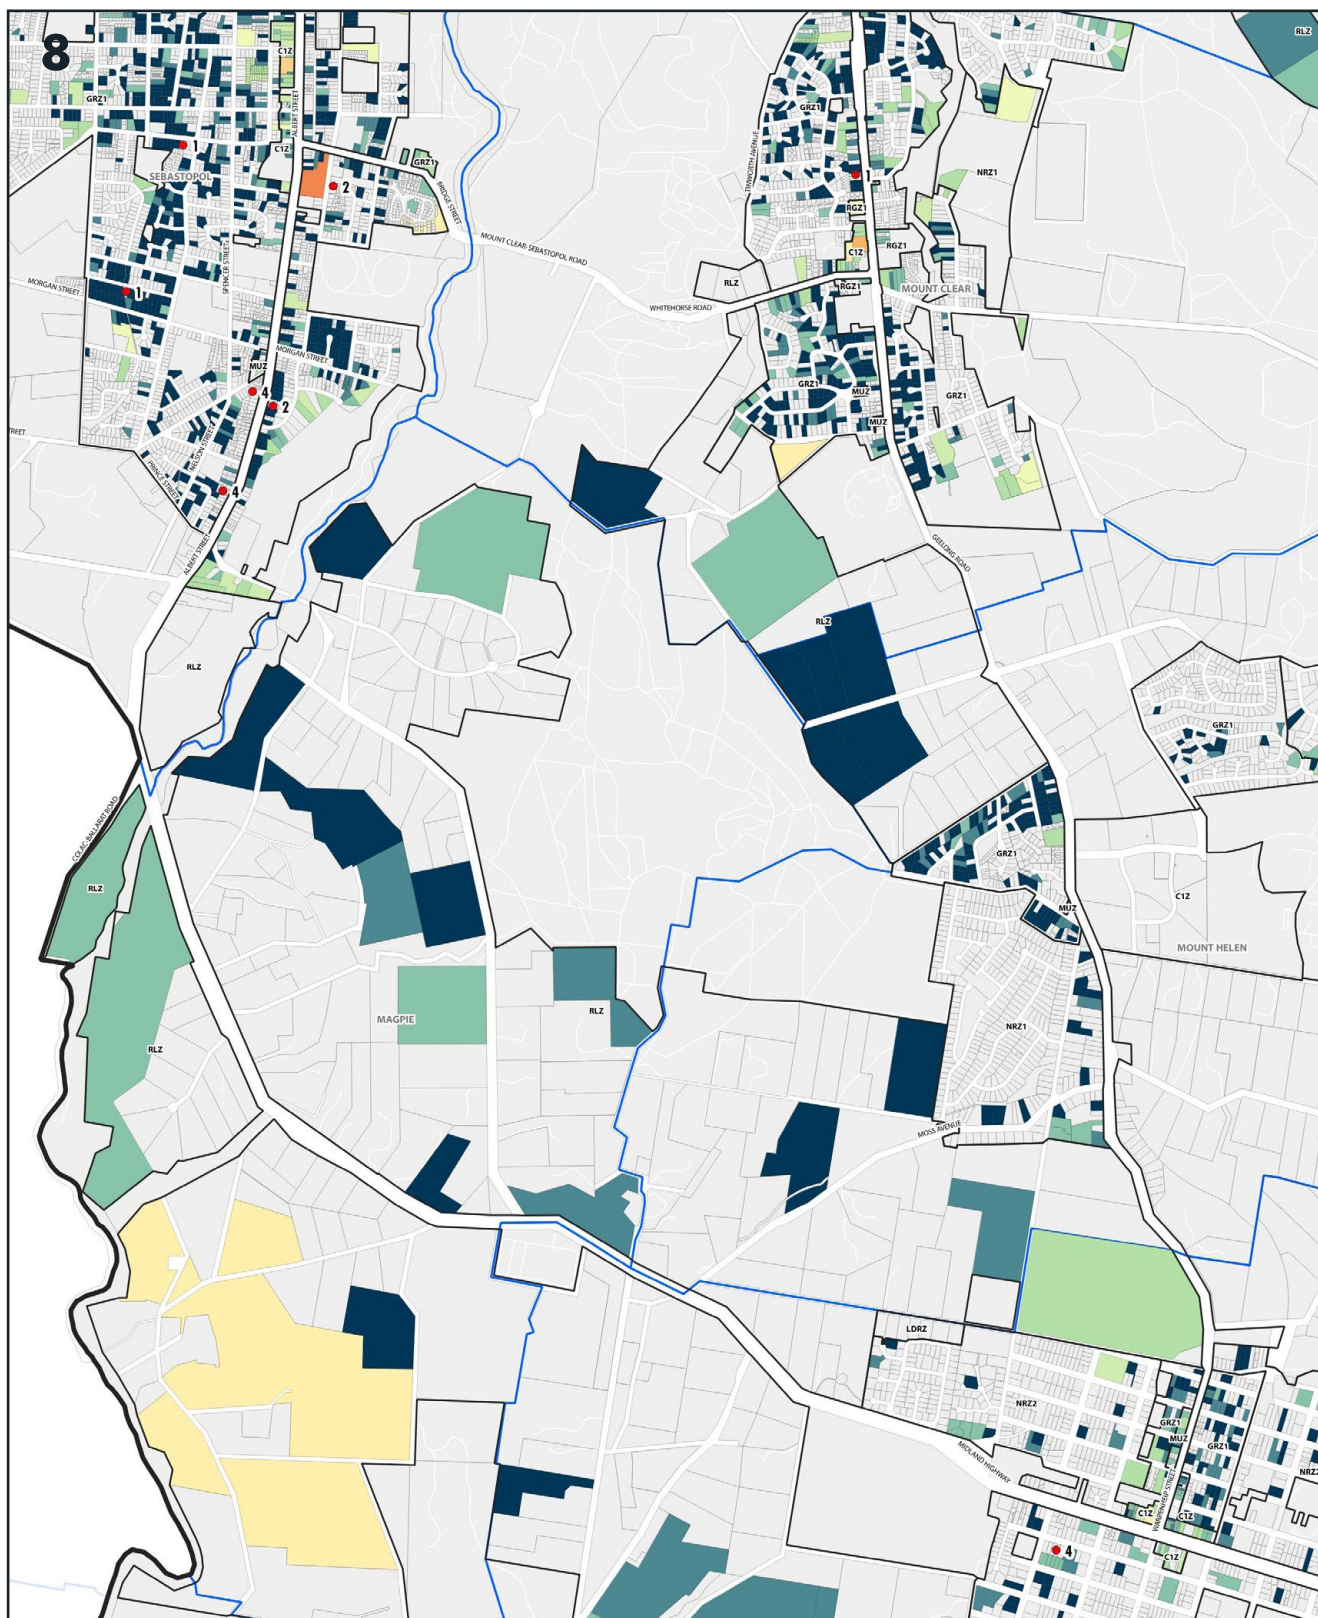 8
RLZ
C1Z
GRZ1
ALBERT STREET
GRZ1
TINWORTH AVENUE
C1Z
1
GRZ1
SEBASTOPOL
2
BRIDGE STREET
1
NRZ1
RGZ1
MOUNT CLEAR-SEBASTOPOL ROAD
C1Z
RGZ1
SPENCER STREET
RLZ
RGZ1
MOUNT CLEAR
MORGAN STREET
1
WHITEHORSE ROAD
MORGAN STREET
MUZ
GRZ1
4
MUZ
GRZ1
2
MUZ
TREET
NELSON STREET
PRINCE STREET
4
ALBERT STREET
GEELONG ROAD
RLZ
RLZ
GRZ1
COLAC-BALLARAT ROAD
GRZ1
RLZ
C1Z
MUZ
MOUNT HELEN
MAGPIE
RLZ
NRZ1
RLZ
MOSS AVENUE
LDRZ
NRZ2
GRZ1
MUZ
GRZ1
MIDLAND HIGHWAY
NRZ2
WARRENHEIP STREET
C1Z
C1Z
4
C1Z